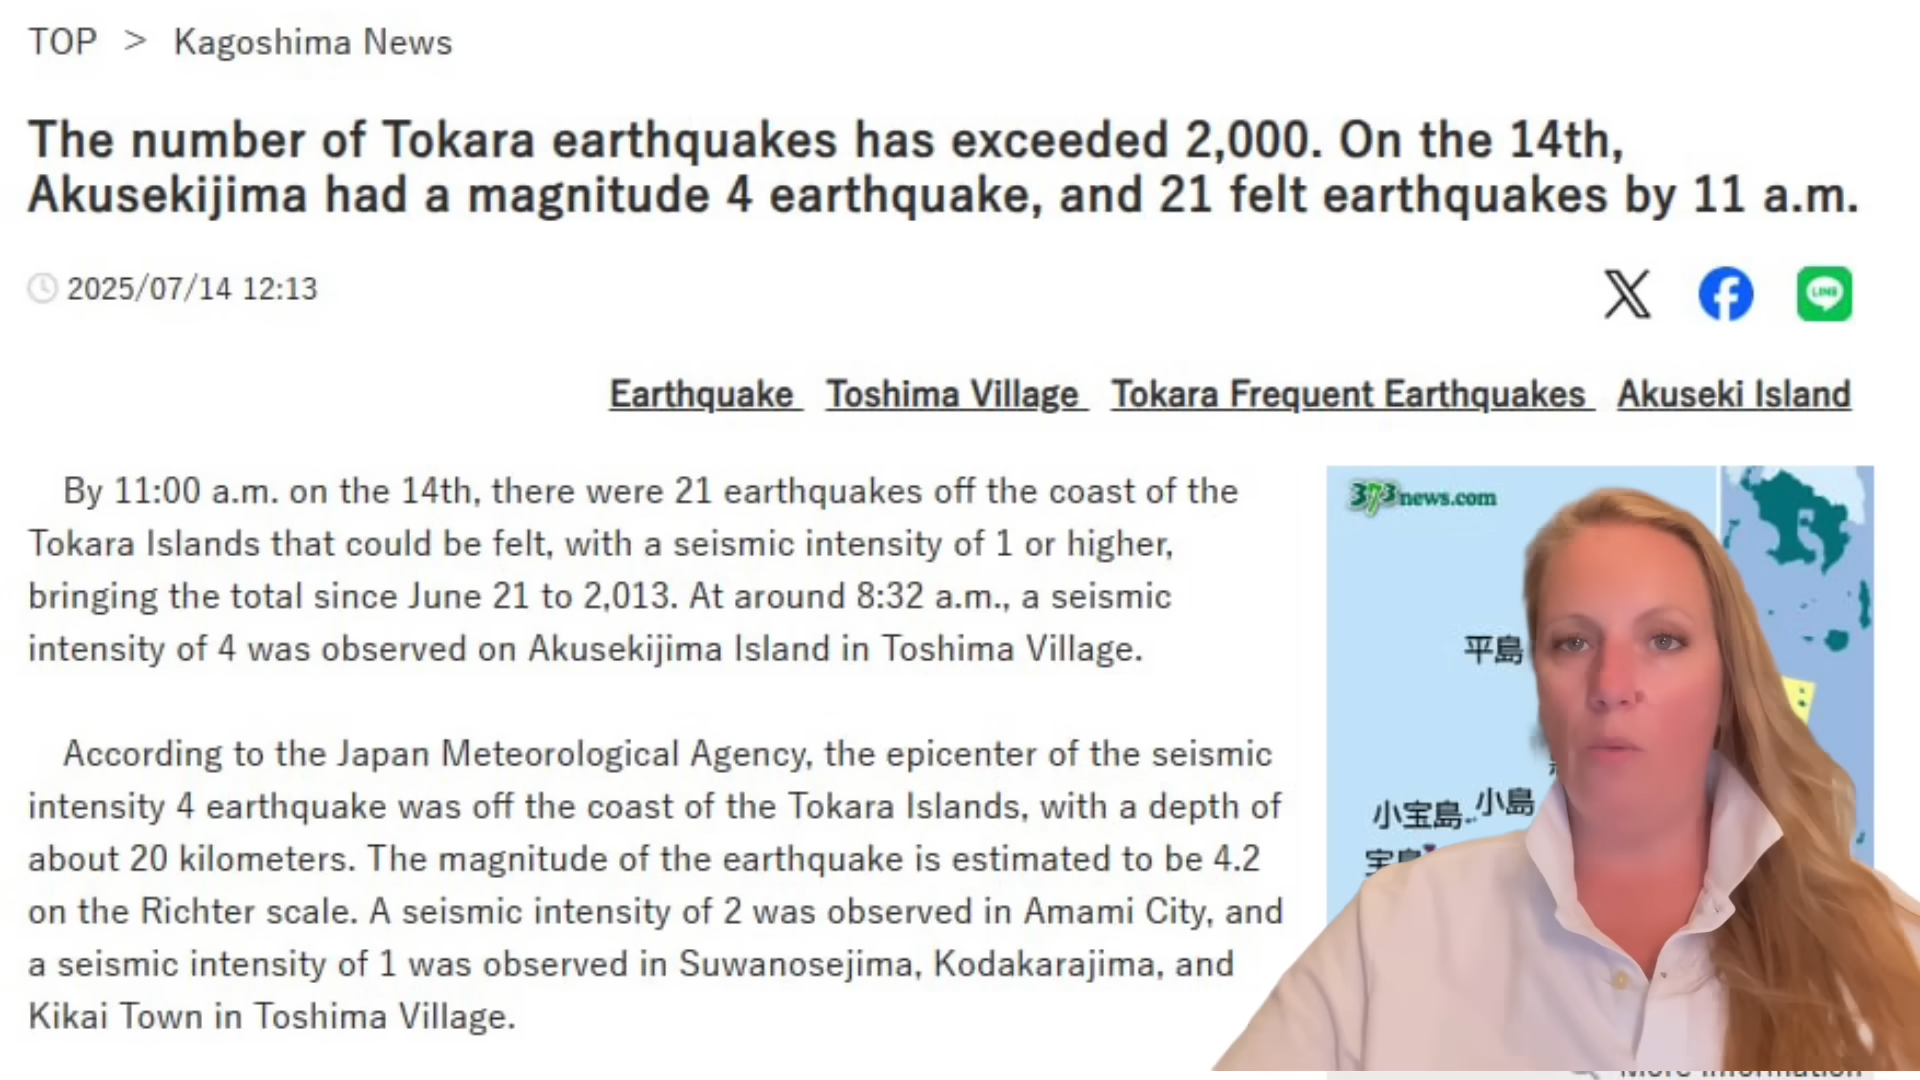 TOP > Kagoshima News
The number of Tokara earthquakes has exceeded 2,000. On the 14th,
Akusekijima had a magnitude 4 earthquake, and 21 felt earthquakes by 11 a.m.
2025/07/14 12:13
LINE
Earthquake Toshima Village Tokara Frequent Earthquakes Akuseki Island
By 11:00 a.m. on the 14th, there were 21 earthquakes off the coast of the
Tokara Islands that could be felt, with a seismic intensity of 1 or higher,
bringing the total since June 21 to 2,013. At around 8:32 a.m., a seismic
intensity of 4 was observed on Akusekijima Island in Toshima Village.
According to the Japan Meteorological Agency, the epicenter of the seismic
intensity 4 earthquake was off the coast of the Tokara Islands, with a depth of
about 20 kilometers. The magnitude of the earthquake is estimated to be 4.2
on the Richter scale. A seismic intensity of 2 was observed in Amami City, and
a seismic intensity of 1 was observed in Suwanosejima, Kodakarajima, and
Kikai Town in Toshima Village.
373news.com
平島
小宝島 小島
宝島
More information